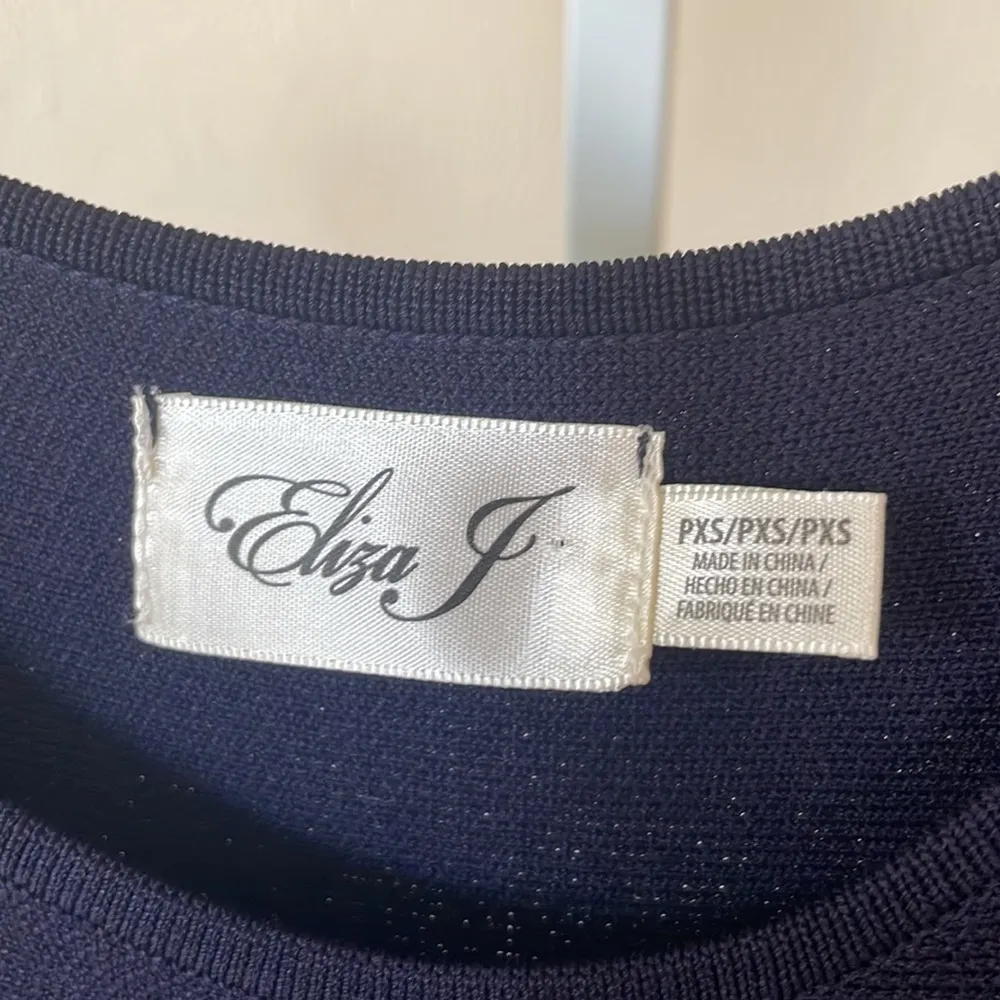 Eliza J
PXS/PXS/PXS
MADE IN CHINA /
HECHO EN CHINA /
FABRIQUÉ EN CHINE